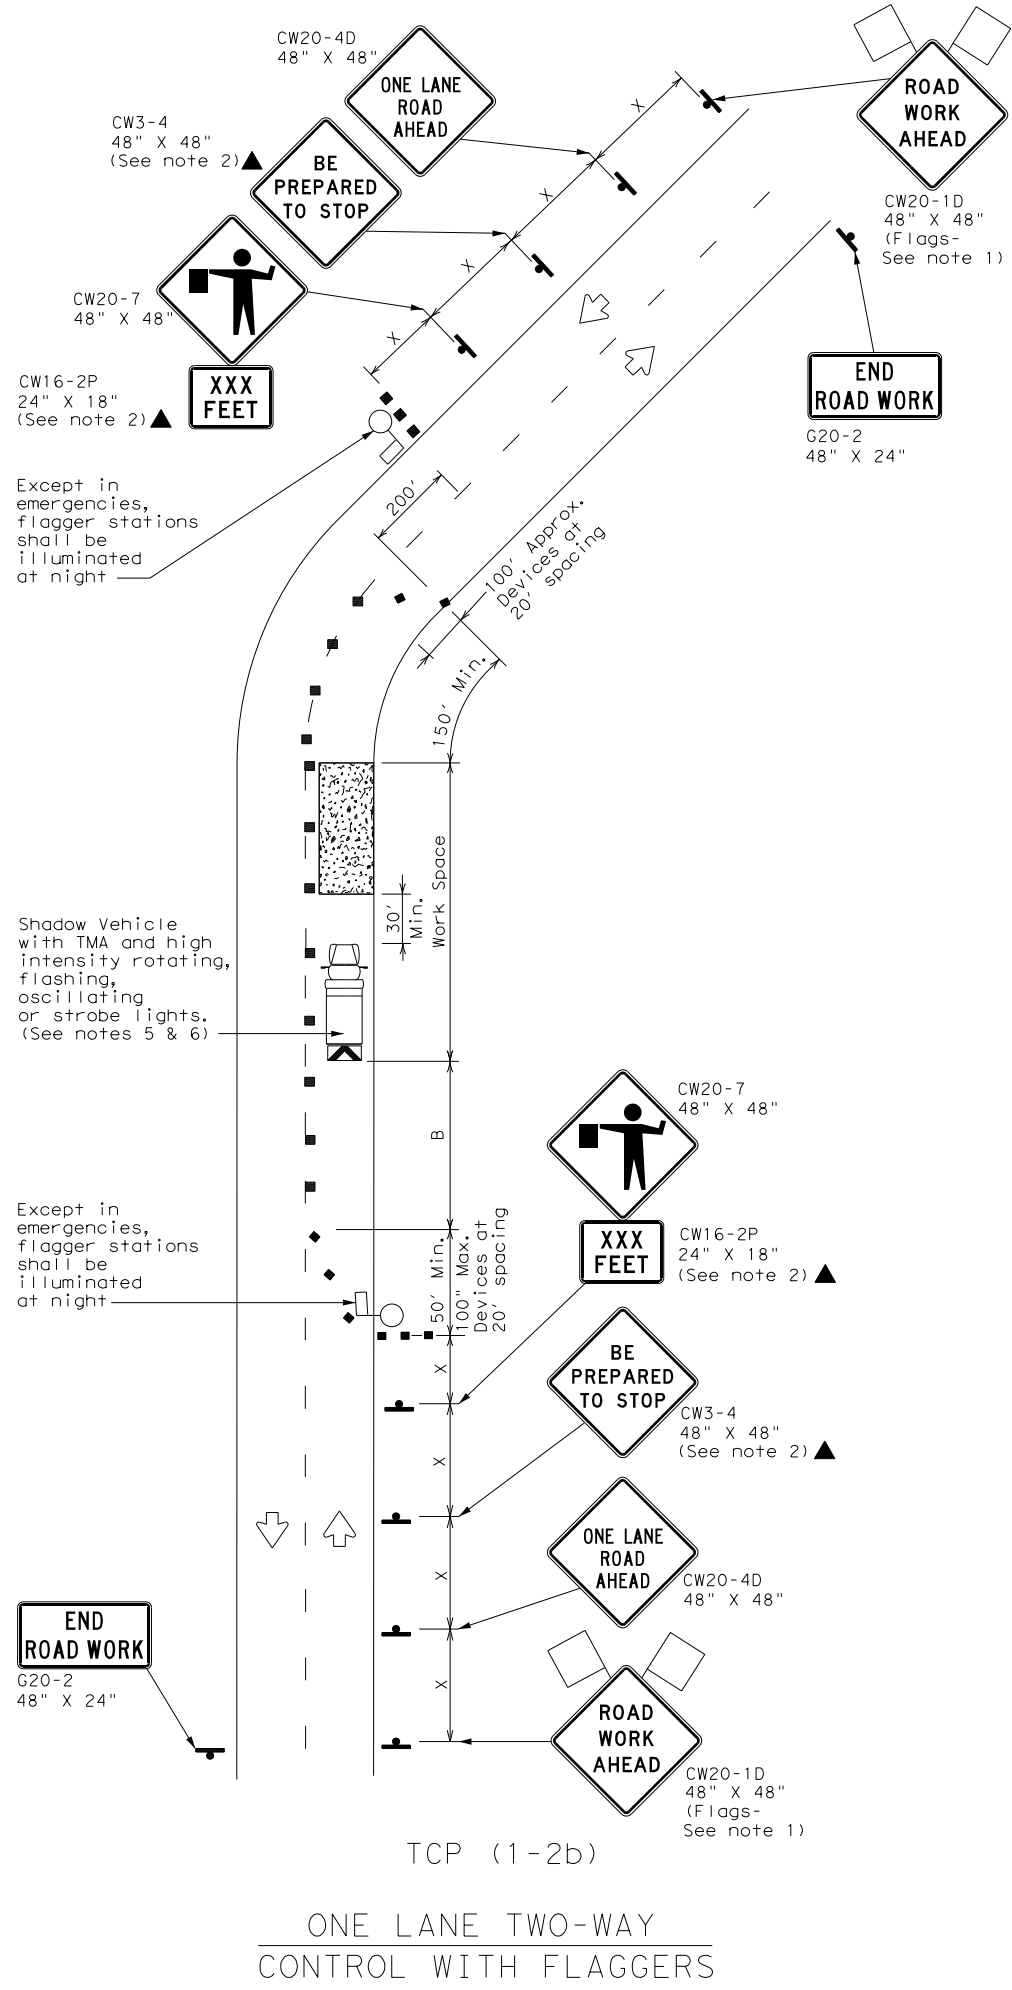 CW20-4D
48" X 48"
ONE LANE
ROAD
AHEAD
X
ROAD
WORK
AHEAD
CW20-1D
48" X 48"
(Flags-
See note 1)
CW3-4
48" X 48"
(See note 2)
BE
PREPARED
TO STOP
X
X
X
CW20-7
48" X 48"
CW16-2P
24" X 18"
(See note 2)
XXX
FEET
END
ROAD WORK
G20-2
48" X 24"
Except in
emergencies,
flagger stations
shall be
illuminated
at night
200'
100' Approx.
Devices at
20' spacing
150' Min.
Work Space
30'
Min.
Shadow Vehicle
with TMA and high
intensity rotating,
flashing,
oscillating
or strobe lights.
(See notes 5 & 6)
B
CW20-7
48" X 48"
XXX
FEET
CW16-2P
24" X 18"
(See note 2)
Except in
emergencies,
flagger stations
shall be
illuminated
at night
50' Min.
100" Max.
Devices at
20' spacing
X
BE
PREPARED
TO STOP
CW3-4
48" X 48"
(See note 2)
X
ONE LANE
ROAD
AHEAD
CW20-4D
48" X 48"
X
END
ROAD WORK
G20-2
48" X 24"
X
ROAD
WORK
AHEAD
CW20-1D
48" X 48"
(Flags-
See note 1)
TCP (1-2b)
ONE LANE TWO-WAY
CONTROL WITH FLAGGERS